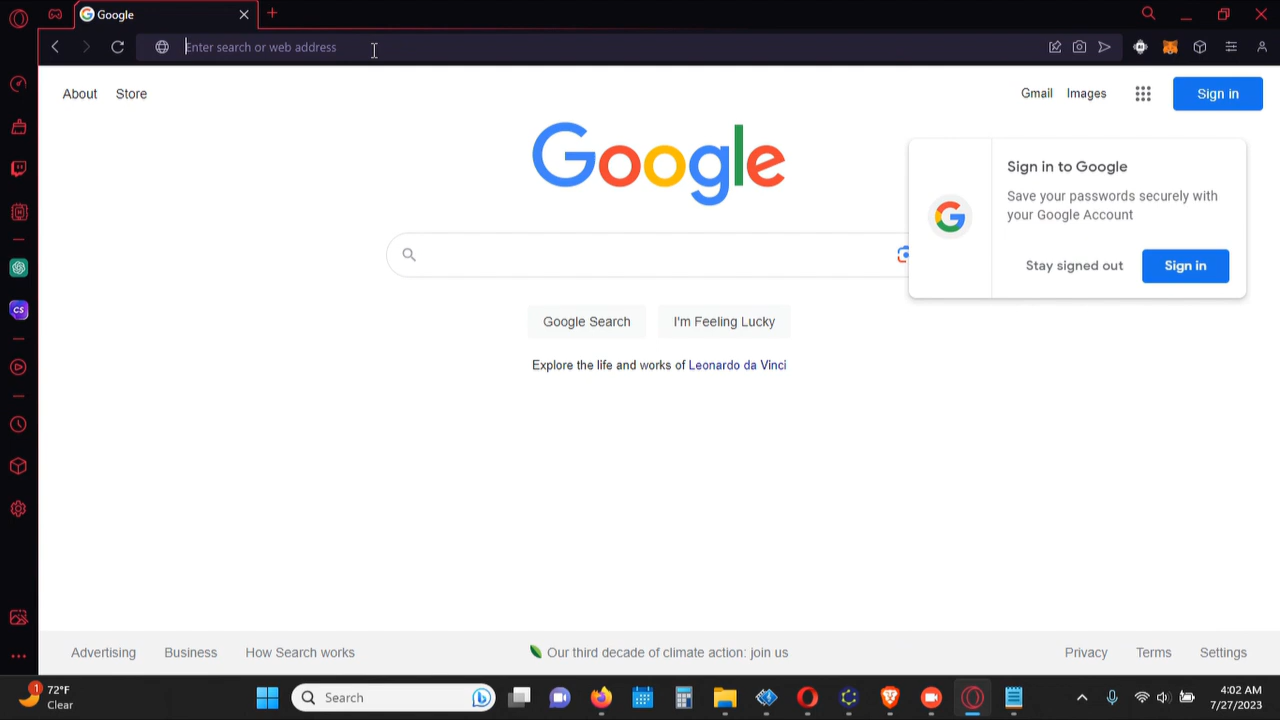 Google
Enter search or web address
About
Store
Gmail
Images
Sign in
Google
Sign in to Google
Save your passwords securely with
your Google Account
Stay signed out
Sign in
Google Search
I'm Feeling Lucky
Explore the life and works of Leonardo da Vinci
CS
Our third decade of climate action: join us
Advertising
Business
How Search works
Privacy
Terms
Settings
1
72°F
Clear
Search
4:02 AM
7/27/2023